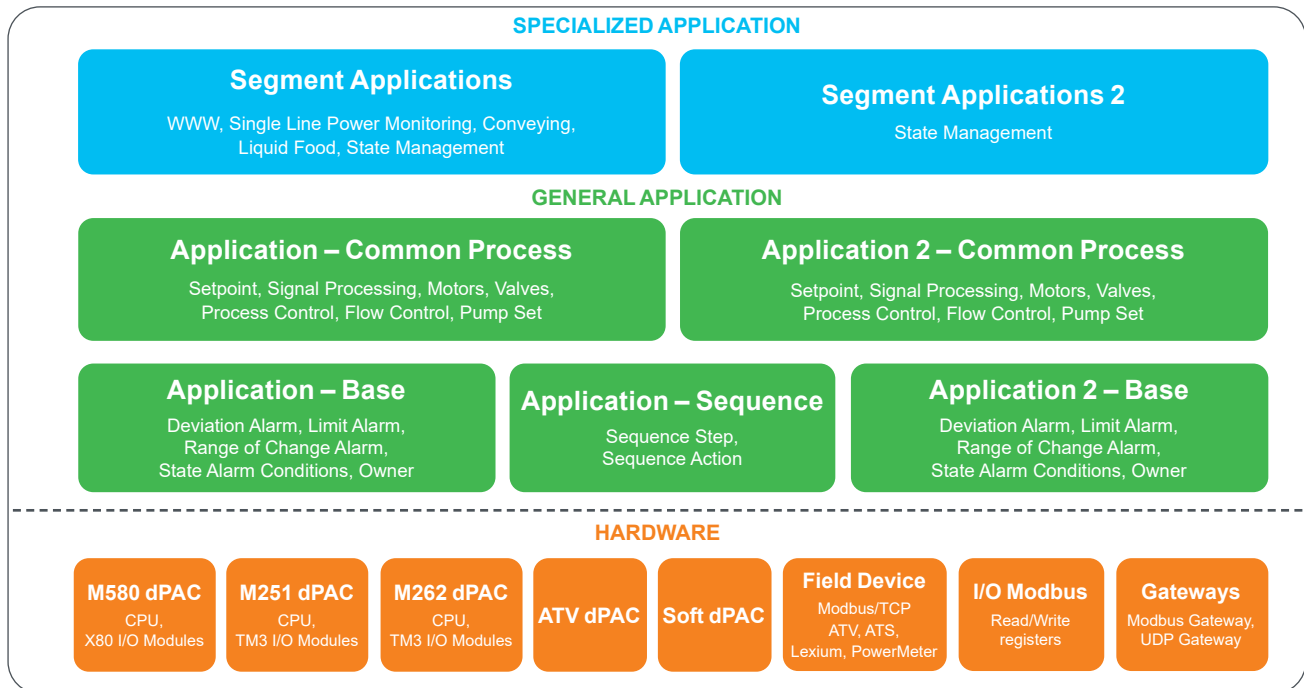 SPECIALIZED APPLICATION
Segment Applications
WWW, Single Line Power Monitoring, Conveying,
Liquid Food, State Management
Segment Applications 2
State Management
GENERAL APPLICATION
Application – Common Process
Setpoint, Signal Processing, Motors, Valves,
Process Control, Flow Control, Pump Set
Application 2 – Common Process
Setpoint, Signal Processing, Motors, Valves,
Process Control, Flow Control, Pump Set
Application – Base
Deviation Alarm, Limit Alarm,
Range of Change Alarm,
State Alarm Conditions, Owner
Application – Sequence
Sequence Step,
Sequence Action
Application 2 – Base
Deviation Alarm, Limit Alarm,
Range of Change Alarm,
State Alarm Conditions, Owner
HARDWARE
M580 dPAC
CPU,
X80 I/O Modules
M251 dPAC
CPU,
TM3 I/O Modules
M262 dPAC
CPU,
TM3 I/O Modules
ATV dPAC
Soft dPAC
Field Device
Modbus/TCP
ATV, ATS,
Lexium, PowerMeter
I/O Modbus
Read/Write
registers
Gateways
Modbus Gateway,
UDP Gateway